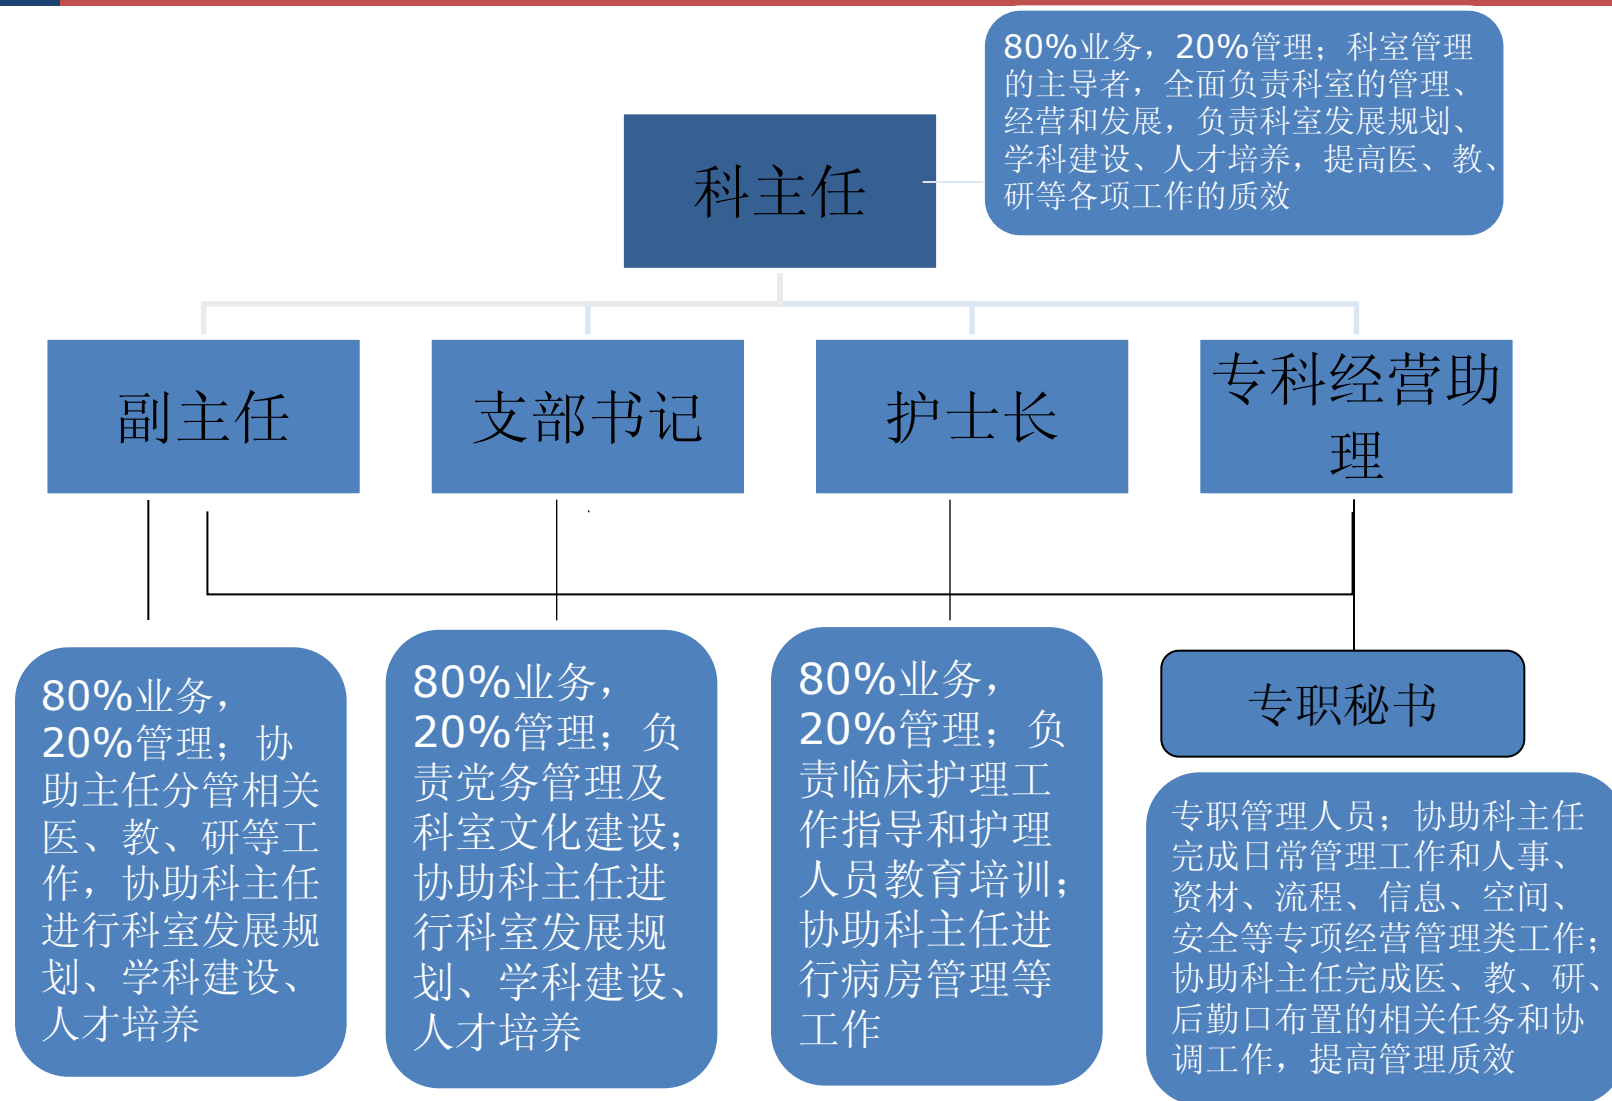 80%业务，20%管理；科室管理
的主导者，全面负责科室的管理、
经营和发展，负责科室发展规划、
学科建设、人才培养，提高医、教、
研等各项工作的质效
科主任
副主任
支部书记
护士长
专科经营助
理
80%业务，
20%管理；协
助主任分管相关
医、教、研等工
作，协助科主任
进行科室发展规
划、学科建设、
人才培养
80%业务，
20%管理；负
责党务管理及
科室文化建设；
协助科主任进
行科室发展规
划、学科建设、
人才培养
80%业务，
20%管理；负
责临床护理工
作指导和护理
人员教育培训；
协助科主任进
行病房管理等
工作
专职秘书
专职管理人员；协助科主任
完成日常管理工作和人事、
资材、流程、信息、空间、
安全等专项经营管理类工作；
协助科主任完成医、教、研、
后勤口布置的相关任务和协
调工作，提高管理质效